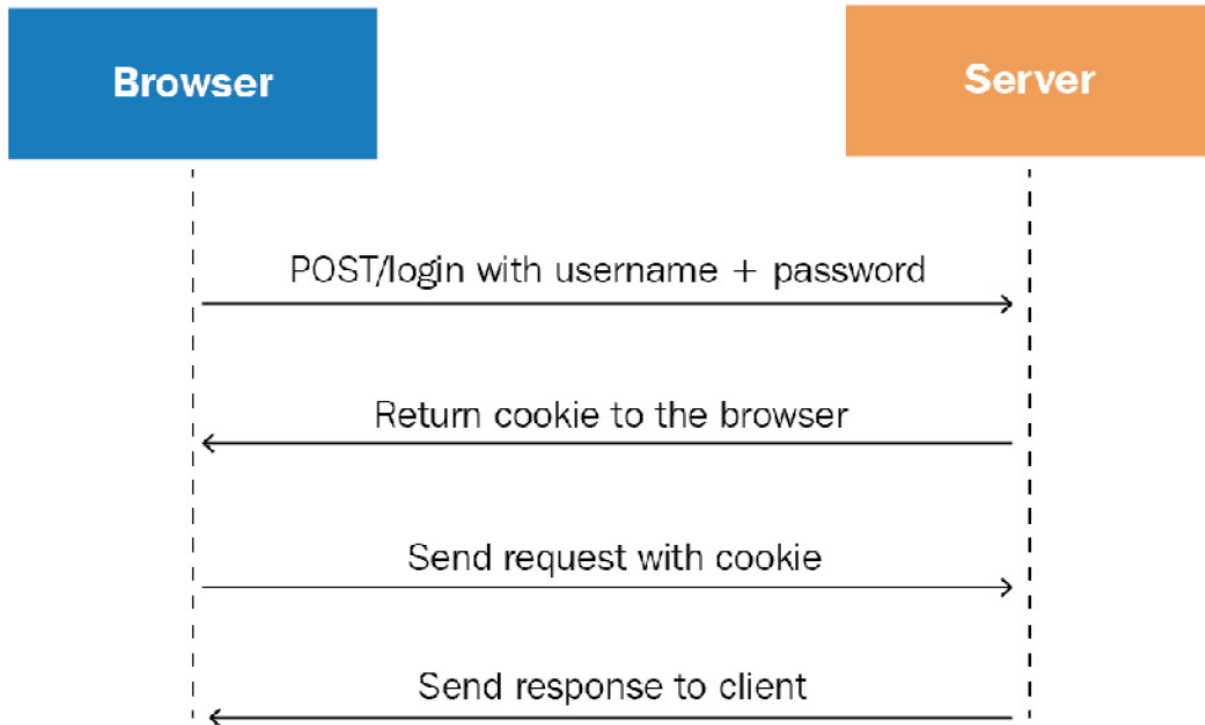 Browser
Server
POST/login with username + password
Return cookie to the browser
Send request with cookie
Send response to client